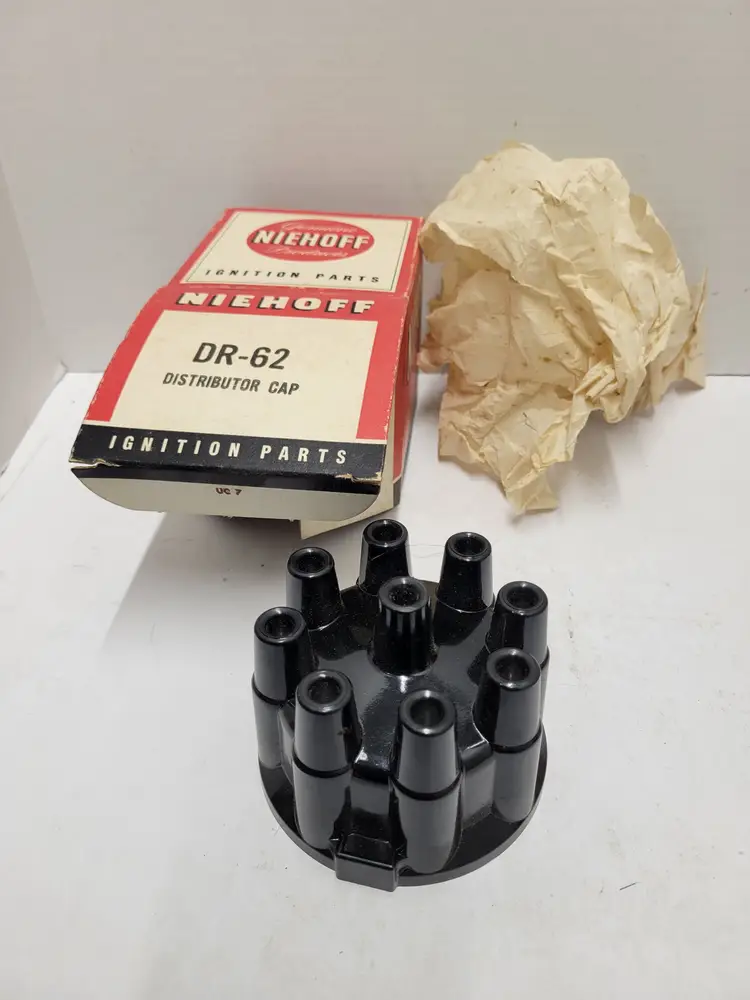 Genuine
NIEHOFF
Products
IGNITION PARTS
NIEHOFF
DR-62
DISTRIBUTOR CAP
IGNITION PARTS
UC 7